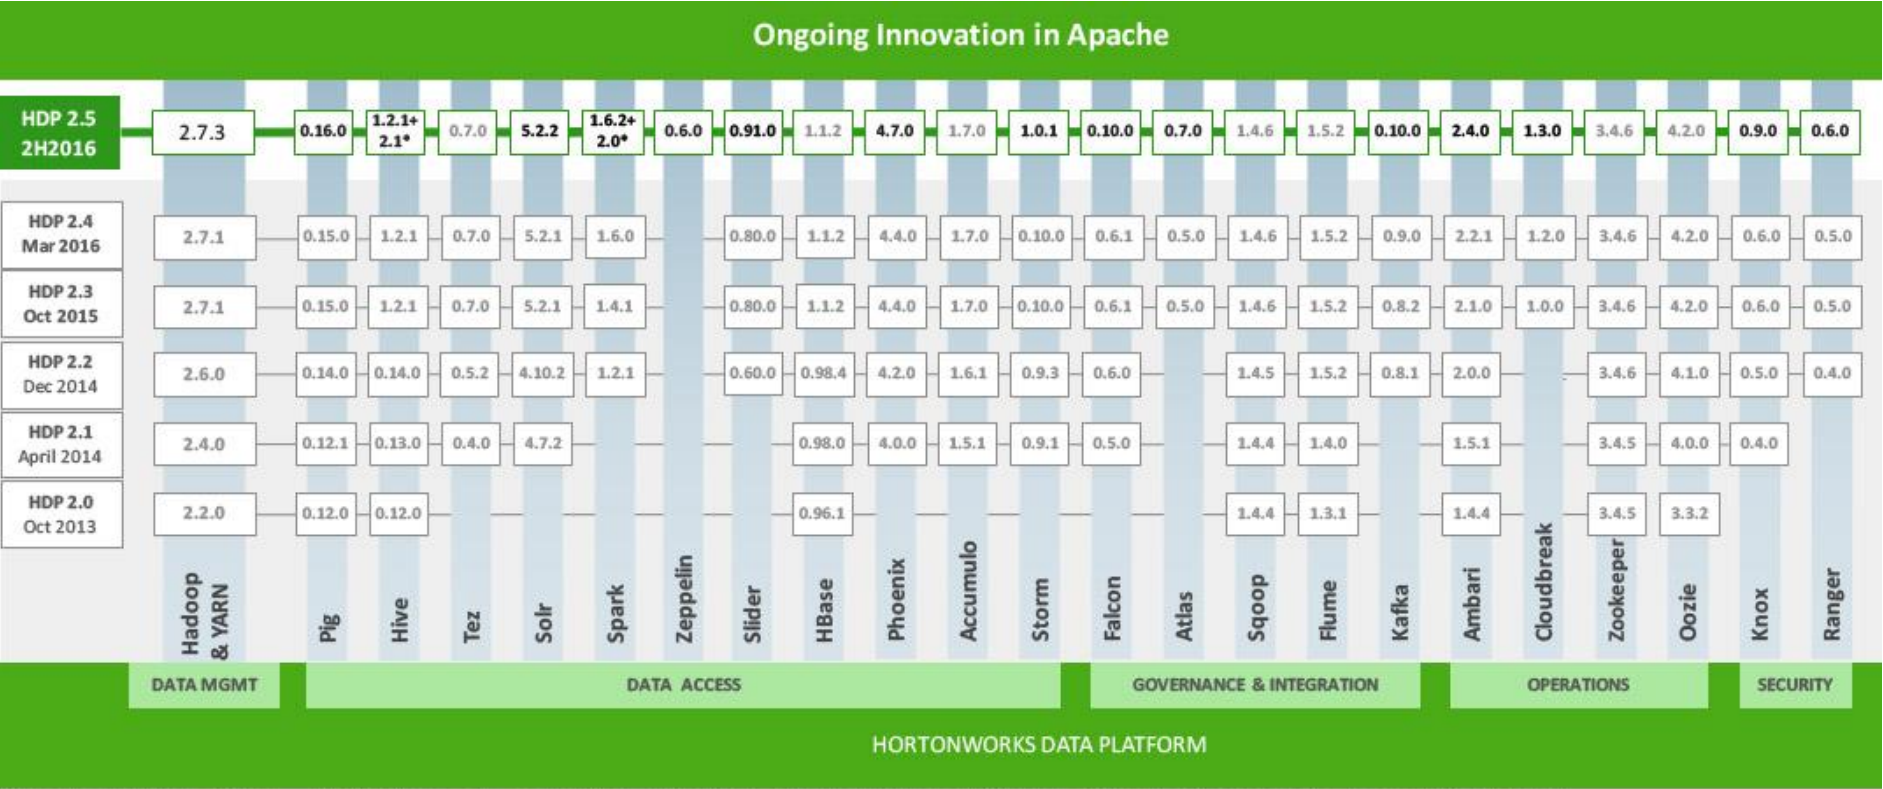 Ongoing Innovation in Apache
HDP 2.5
2H2016
2.7.3 0.16.0 1.2.1+ 2.1* 0.7.0 5.2.2 1.6.2+ 2.0* 0.6.0 0.91.0 1.1.2 4.7.0 1.7.0 1.0.1 0.10.0 0.7.0 1.4.6 1.5.2 0.10.0 2.4.0 1.3.0 3.4.6 4.2.0 0.9.0 0.6.0
HDP 2.4
Mar 2016
2.7.1 0.15.0 1.2.1 0.7.0 5.2.1 1.6.0 0.80.0 1.1.2 4.4.0 1.7.0 0.10.0 0.6.1 0.5.0 1.4.6 1.5.2 0.9.0 2.2.1 1.2.0 3.4.6 4.2.0 0.6.0 0.5.0
HDP 2.3
Oct 2015
2.7.1 0.15.0 1.2.1 0.7.0 5.2.1 1.4.1 0.80.0 1.1.2 4.4.0 1.7.0 0.10.0 0.6.1 0.5.0 1.4.6 1.5.2 0.8.2 2.1.0 1.0.0 3.4.6 4.2.0 0.6.0 0.5.0
HDP 2.2
Dec 2014
2.6.0 0.14.0 0.14.0 0.5.2 4.10.2 1.2.1 0.60.0 0.98.4 4.2.0 1.6.1 0.9.3 0.6.0 1.4.5 1.5.2 0.8.1 2.0.0 3.4.6 4.1.0 0.5.0 0.4.0
HDP 2.1
April 2014
2.4.0 0.12.1 0.13.0 0.4.0 4.7.2 0.98.0 4.0.0 1.5.1 0.9.1 0.5.0 1.4.4 1.4.0 1.5.1 3.4.5 4.0.0 0.4.0
HDP 2.0
Oct 2013
2.2.0 0.12.0 0.12.0 0.96.1 1.4.4 1.3.1 1.4.4 3.4.5 3.3.2
Hadoop & YARN
Pig
Hive
Tez
Solr
Spark
Zeppelin
Slider
HBase
Phoenix
Accumulo
Storm
Falcon
Atlas
Sqoop
Flume
Kafka
Ambari
Cloudbreak
Zookeeper
Oozie
Knox
Ranger
DATA MGMT
DATA ACCESS
GOVERNANCE & INTEGRATION
OPERATIONS
SECURITY
HORTONWORKS DATA PLATFORM